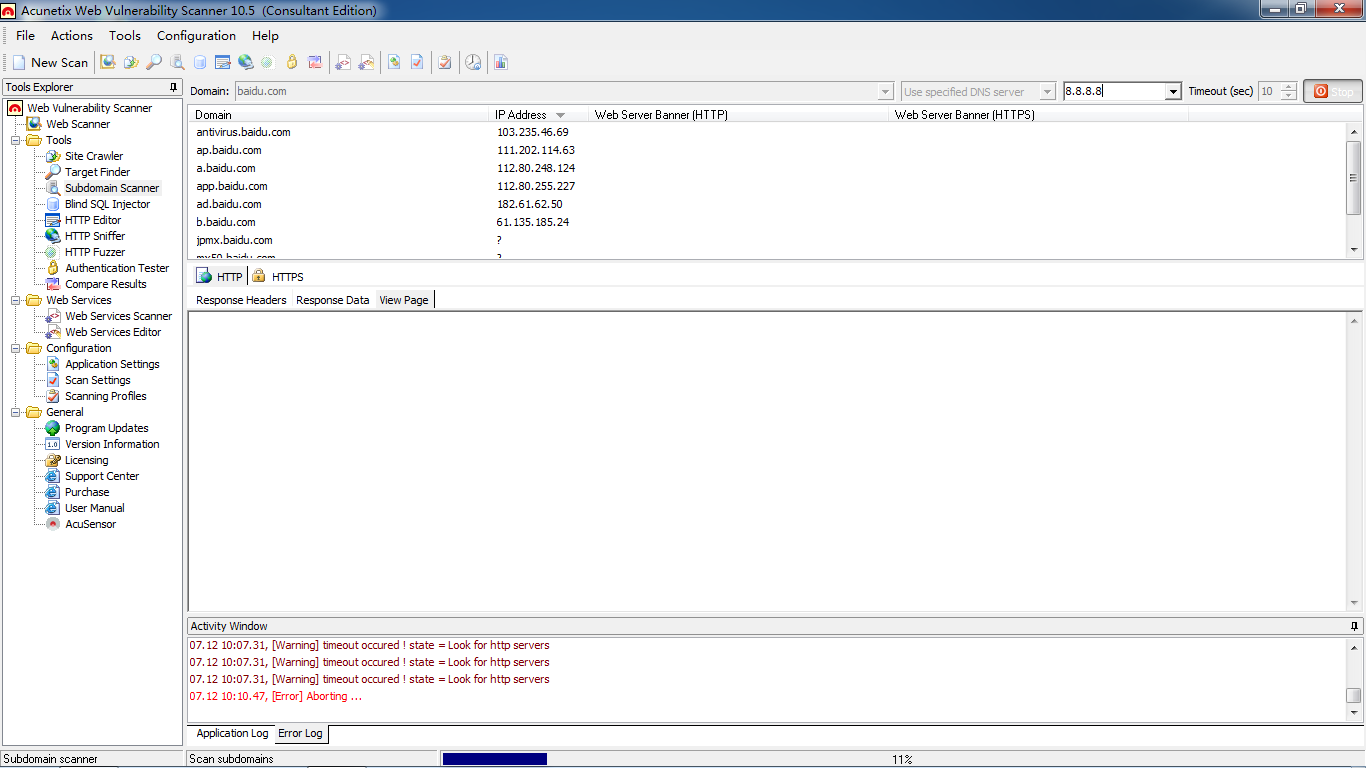 Acunetix Web Vulnerability Scanner 10.5 (Consultant Edition)
File Actions Tools Configuration Help
New Scan
Tools Explorer
Web Vulnerability Scanner
Web Scanner
Tools
Site Crawler
Target Finder
Subdomain Scanner
Blind SQL Injector
HTTP Editor
HTTP Sniffer
HTTP Fuzzer
Authentication Tester
Compare Results
Web Services
Web Services Scanner
Web Services Editor
Configuration
Application Settings
Scan Settings
Scanning Profiles
General
Program Updates
1.0 Version Information
Licensing
Support Center
Purchase
User Manual
AcuSensor
Domain: baidu.com Use specified DNS server 8.8.8.8 Timeout (sec) 10 Stop
Domain IP Address Web Server Banner (HTTP) Web Server Banner (HTTPS)
antivirus.baidu.com 103.235.46.69
ap.baidu.com 111.202.114.63
a.baidu.com 112.80.248.124
app.baidu.com 112.80.255.227
ad.baidu.com 182.61.62.50
b.baidu.com 61.135.185.24
jpmx.baidu.com ?
mx50.baidu.com ?
HTTP HTTPS
Response Headers Response Data View Page
Activity Window
07.12 10:07.31, [Warning] timeout occured ! state = Look for http servers
07.12 10:07.31, [Warning] timeout occured ! state = Look for http servers
07.12 10:07.31, [Warning] timeout occured ! state = Look for http servers
07.12 10:10.47, [Error] Aborting ...
Application Log Error Log
Subdomain scanner Scan subdomains 11%